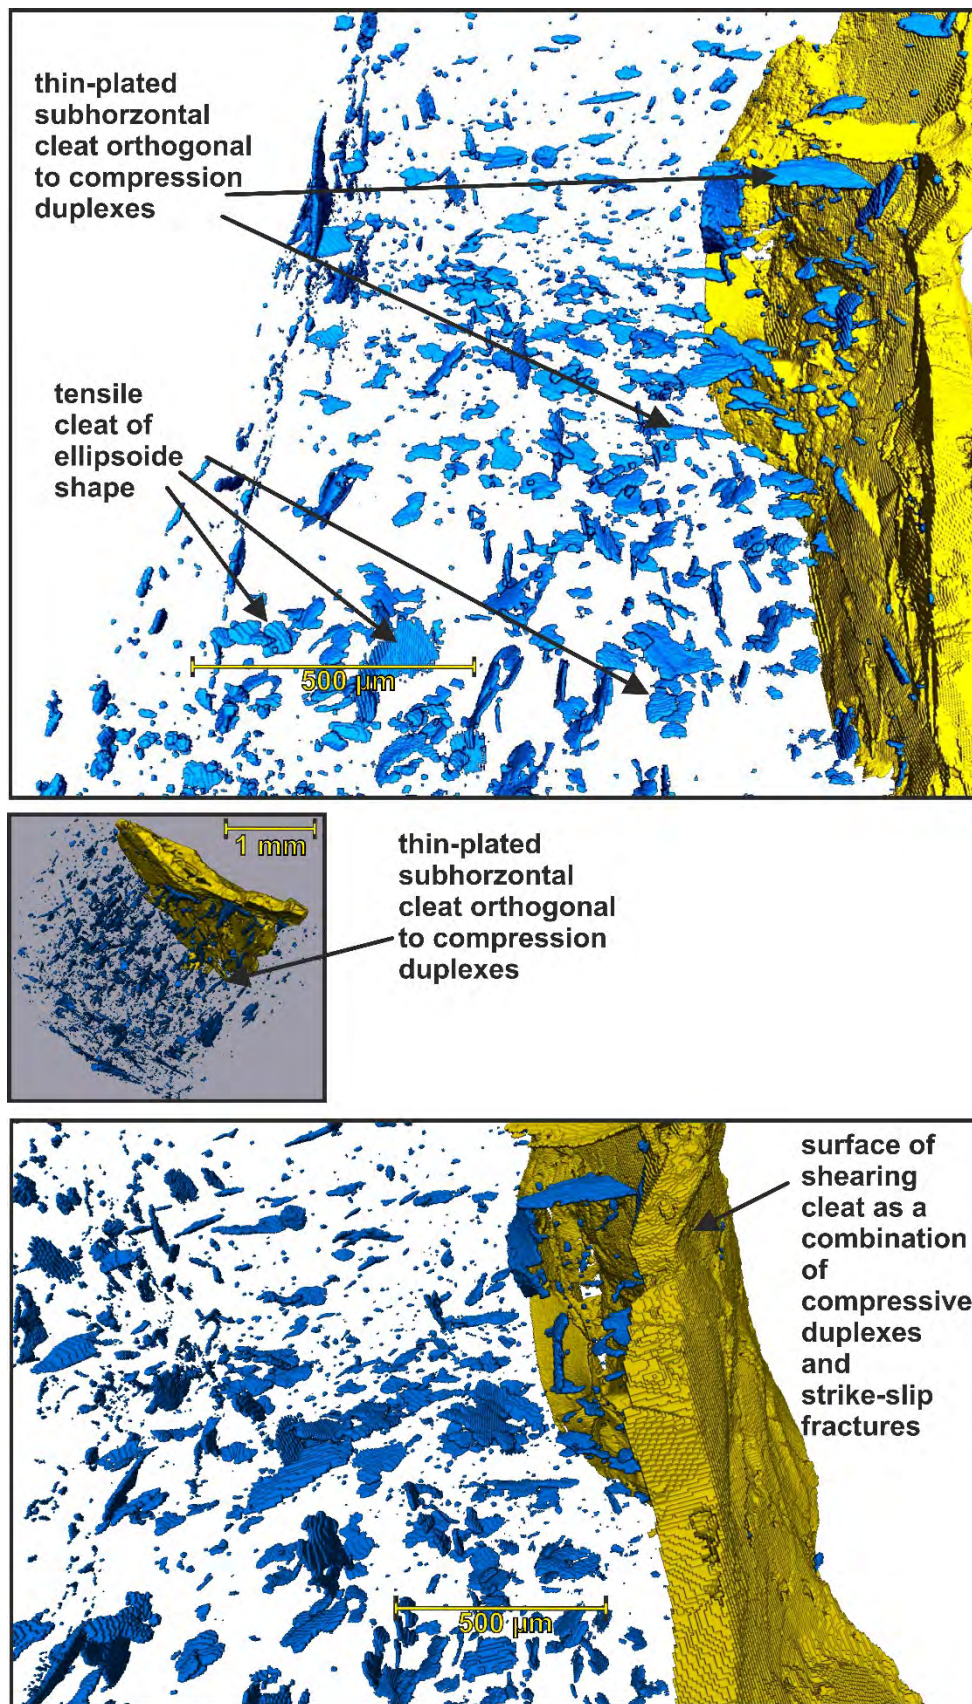 thin-plated
subhorzontal
cleat orthogonal
to compression
duplexes
tensile
cleat of
ellipsoide
shape
500 µm
1 mm
thin-plated
subhorzontal
cleat orthogonal
to compression
duplexes
surface of
shearing
cleat as a
combination
of
compressive
duplexes
and
strike-slip
fractures
500 µm